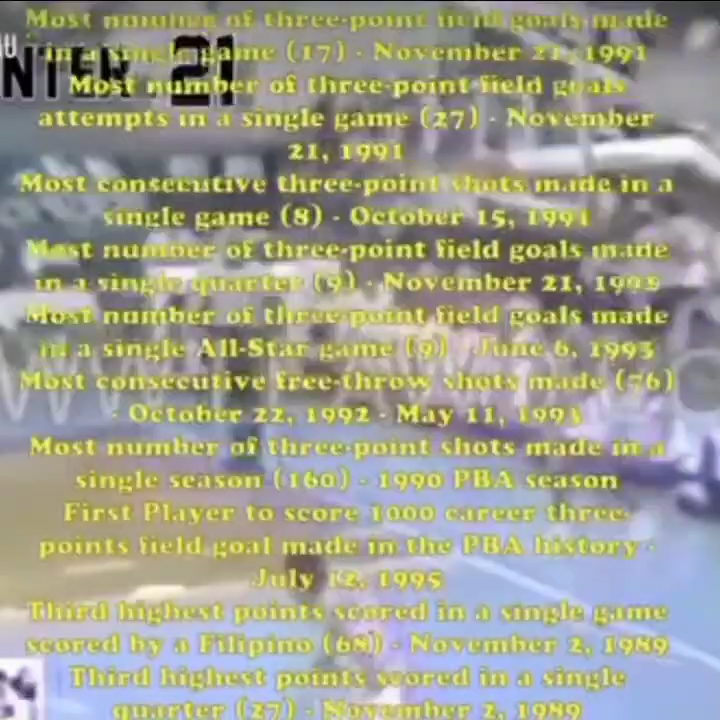 Most number of three-point field goals made
in a single game (17) - November 21, 1991
NTER 21
Most number of three-point field goals
attempts in a single game (27) - November
21, 1991
Most consecutive three-point shots made in a
single game (8) - October 15, 1991
Most number of three-point field goals made
in a single quarter (9) - November 21,
Most number of three-point field goals made
in a single All-Star game (9) - June 6, 1993
Most consecutive free-throw shots made (76)
- October 22, 1992 - May 11, 1993
Most number of three-point shots made in a
single season (160) - 1990 PBA season
First Player to score 1000 career three-
points field goal made in the PBA history -
July 12, 1995
Third highest points scored in a single game
scored by a Filipino (68) - November 2, 1989
Third highest points scored in a single
quarter (27) - November 2, 1989